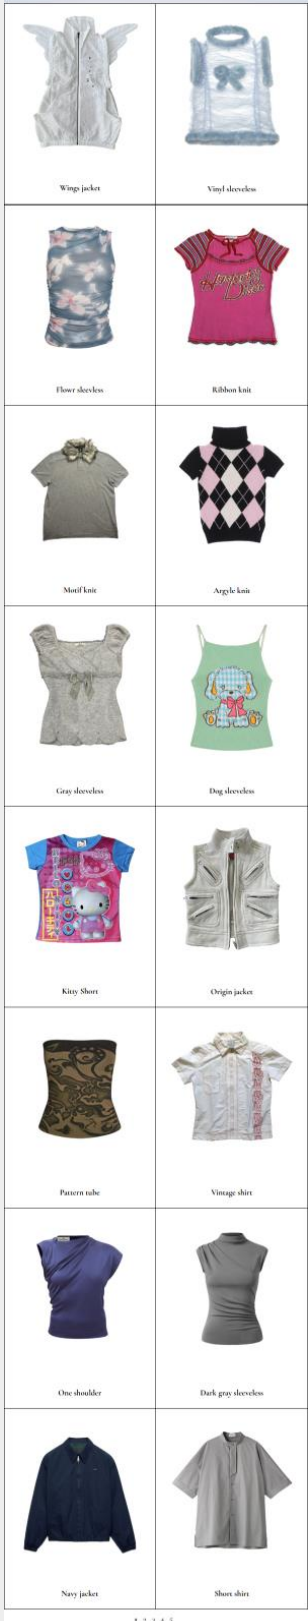 Wings jacket
Vinyl sleeveless
Flowr sleevless
Ribbon knit
Motif knit
Argyle knit
Gray sleeveless
Dog sleeveless
Kitty Short
Origin jacket
Pattern tube
Vintage shirt
One shoulder
Dark gray sleeveless
Navy jacket
Short shirt